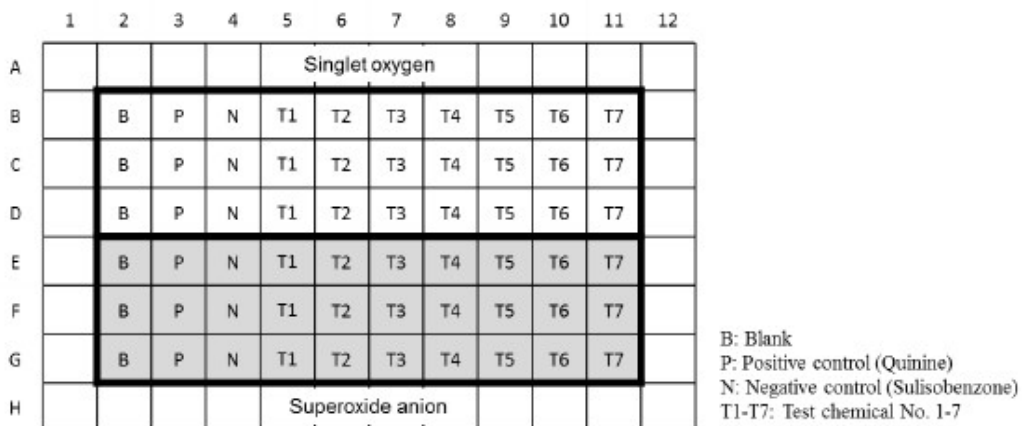 1 2 3 4 5 6 7 8 9 10 11 12
A Singlet oxygen
B B P N T1 T2 T3 T4 T5 T6 T7
C B P N T1 T2 T3 T4 T5 T6 T7
D B P N T1 T2 T3 T4 T5 T6 T7
E B P N T1 T2 T3 T4 T5 T6 T7
F B P N T1 T2 T3 T4 T5 T6 T7
G B P N T1 T2 T3 T4 T5 T6 T7
H Superoxide anion
B: Blank
P: Positive control (Quinine)
N: Negative control (Sulisobenzone)
T1-T7: Test chemical No. 1-7